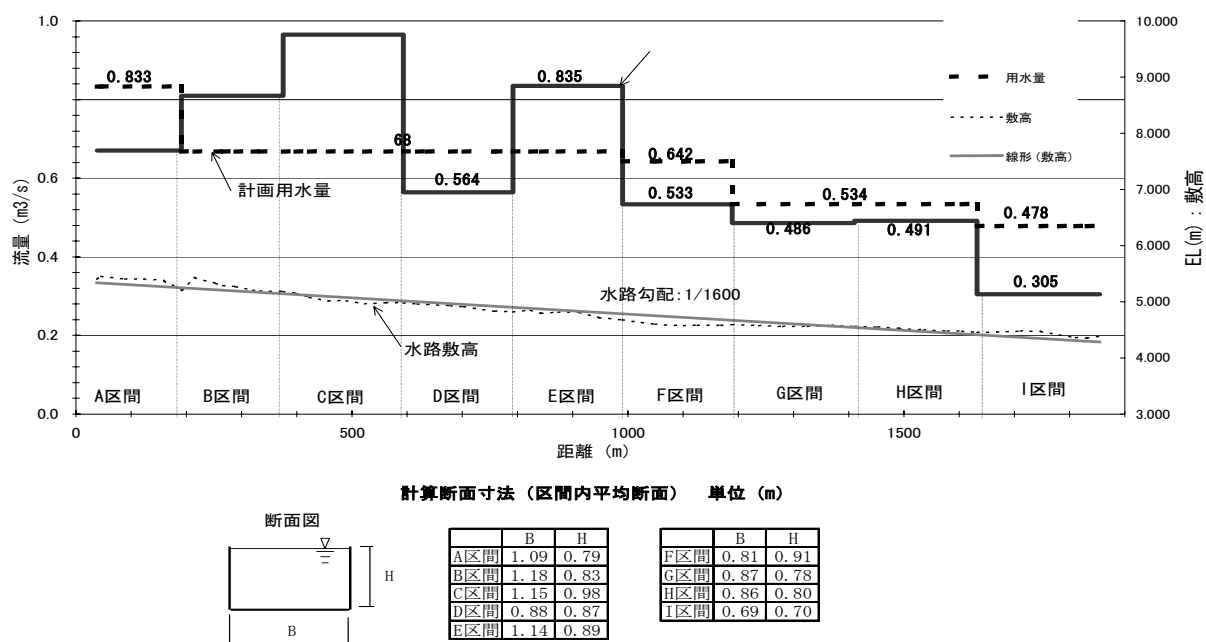 1.0
0.8
0.6
0.4
0.2
0.0
流量 (m3/s)
10.000
9.000
8.000
7.000
6.000
5.000
4.000
3.000
EL(m) : 敷高
0.833
0.835
68
0.564
0.642
0.533
0.534
0.486
0.491
0.478
0.305
計画用水量
水路勾配:1/1600
水路敷高
用水量
敷高
線形(敷高)
A区間 B区間 C区間 D区間 E区間 F区間 G区間 H区間 I区間
0 500 1000 1500
距離 (m)
計算断面寸法(区間内平均断面) 単位(m)
断面図
H
B
B H
A区間 1.09 0.79
B区間 1.18 0.83
C区間 1.15 0.98
D区間 0.88 0.87
E区間 1.14 0.89
B H
F区間 0.81 0.91
G区間 0.87 0.78
H区間 0.86 0.80
I区間 0.69 0.70